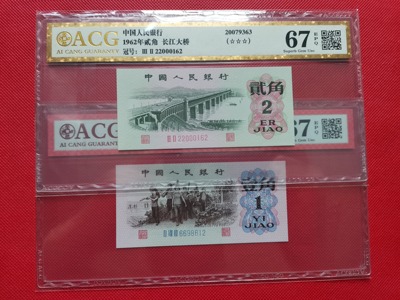 ACG
AI CANG GUARANTY
中国人民银行
1962年贰角 长江大桥
冠号: III II 22000162
20079363
(☆☆☆)
67 EPQ
Superb Gem Unc
中国人民银行
贰角
2
ER JIAO
III II 22000162
ACG
AI CANG GUARANTY
67 EPQ
中国人民银行
壹角
1
YI JIAO